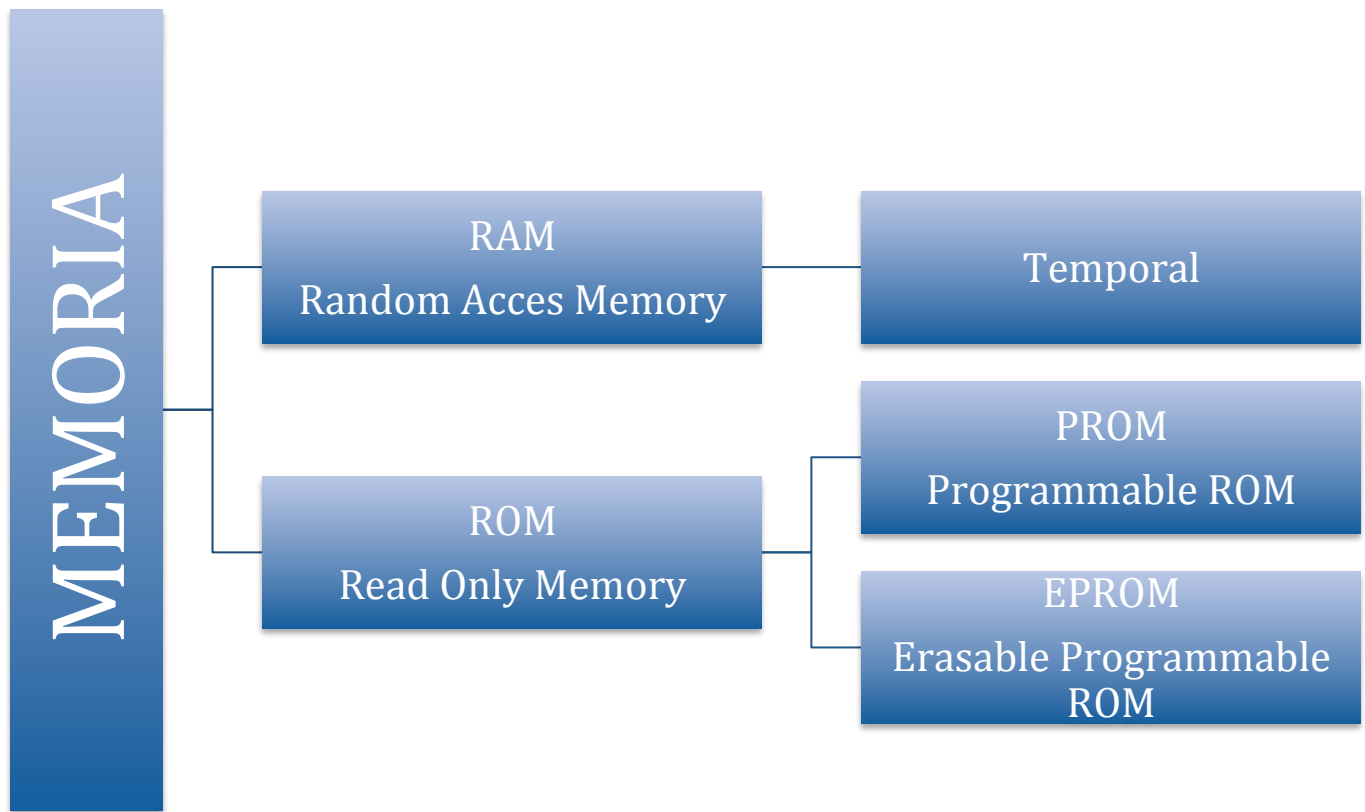 MEMORIA
RAM
Random Acces Memory
Temporal
ROM
Read Only Memory
PROM
Programmable ROM
EPROM
Erasable Programmable
ROM